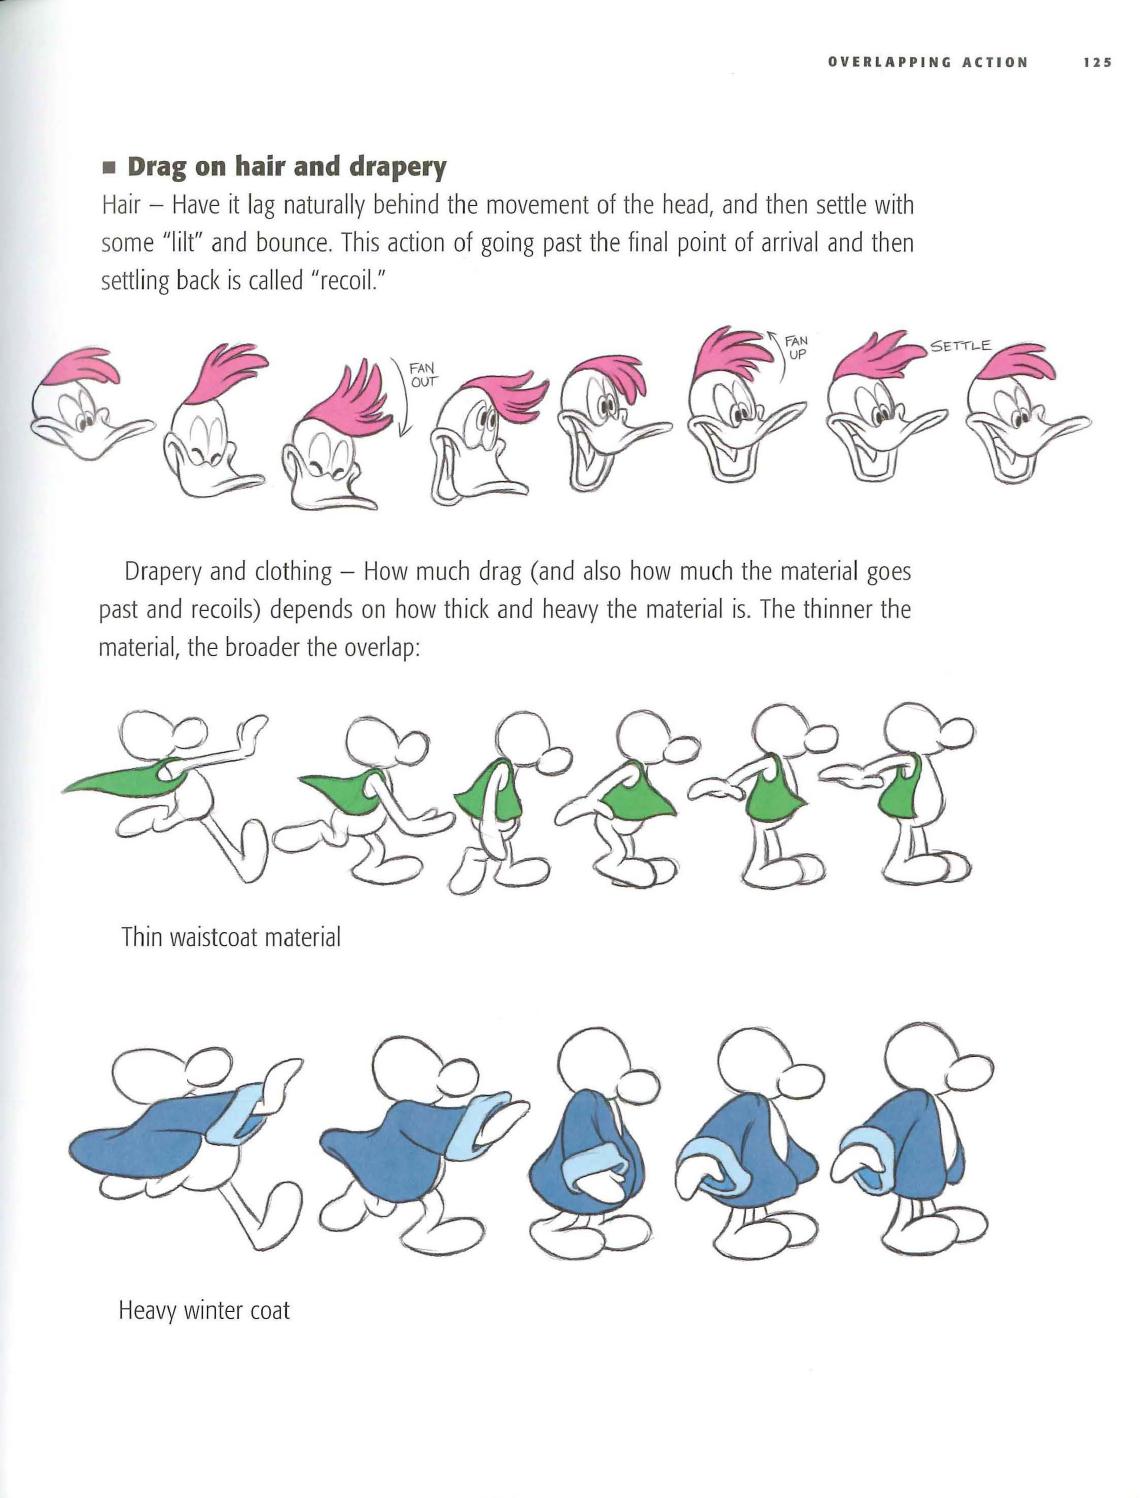 OVERLAPPING ACTION 125
■ Drag on hair and drapery
Hair – Have it lag naturally behind the movement of the head, and then settle with
some “lilt” and bounce. This action of going past the final point of arrival and then
settling back is called “recoil.”
FAN
OUT
FAN
UP
SETTLE
Drapery and clothing – How much drag (and also how much the material goes
past and recoils) depends on how thick and heavy the material is. The thinner the
material, the broader the overlap:
Thin waistcoat material
Heavy winter coat